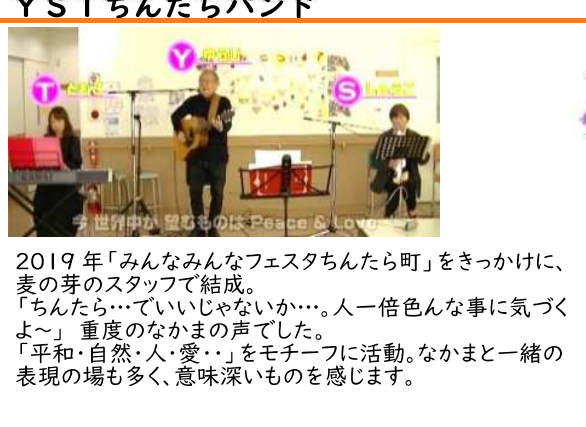 YSTちんたらバンド
T
Y
S
今 世界中が 望むものは Peace & Love
CASIO
2019年「みんなみんなフェスタちんたら町」をきっかけに、
麦の芽のスタッフで結成。
「ちんたら…でいいじゃないか…。人一倍色んな事に気づく
よ～」 重度のなかまの声でした。
「平和・自然・人・愛・・」をモチーフに活動。なかまと一緒の
表現の場も多く、意味深いものを感じます。